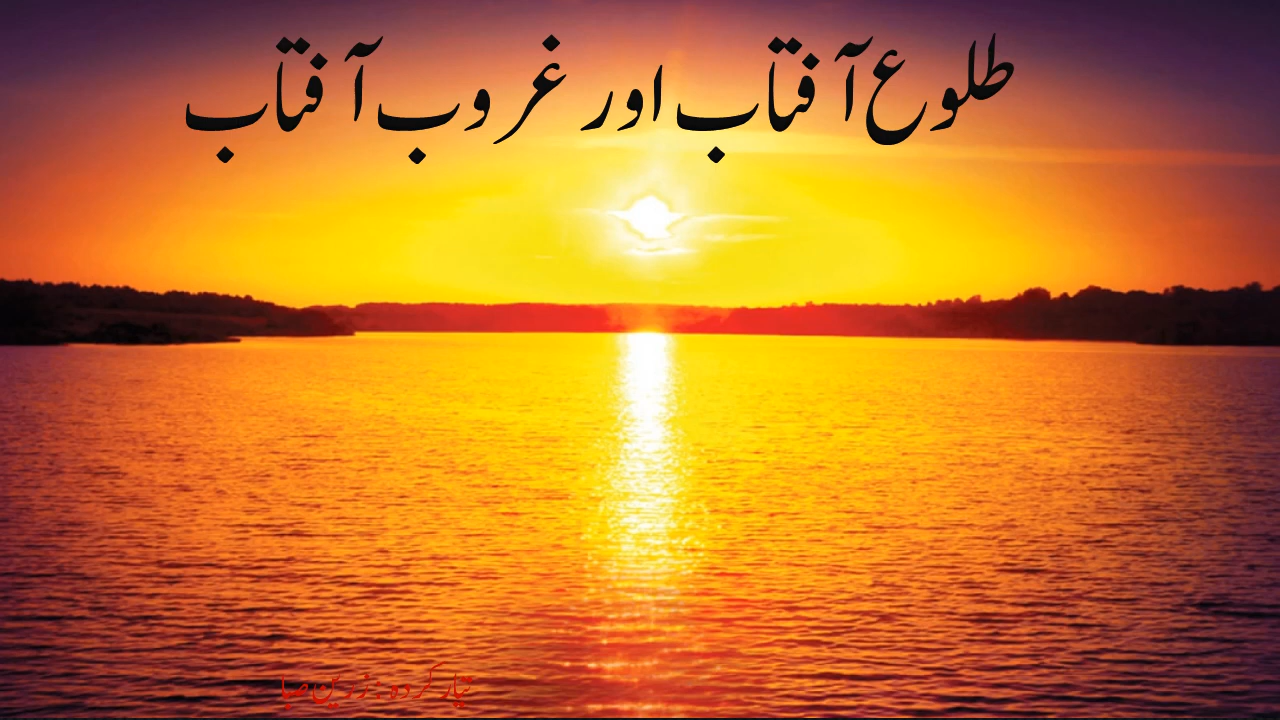 طلوع آفتاب اور غروب آفتاب
تیار کردہ : زرین صبا